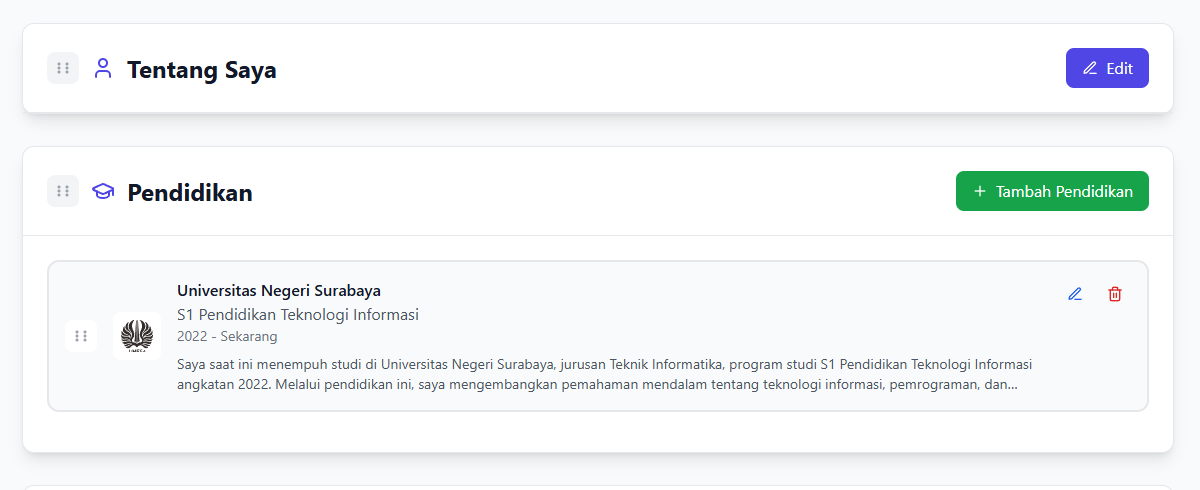 Tentang Saya
Edit
Pendidikan
+ Tambah Pendidikan
Universitas Negeri Surabaya
S1 Pendidikan Teknologi Informasi
2022 - Sekarang
Saya saat ini menempuh studi di Universitas Negeri Surabaya, jurusan Teknik Informatika, program studi S1 Pendidikan Teknologi Informasi
angkatan 2022. Melalui pendidikan ini, saya mengembangkan pemahaman mendalam tentang teknologi informasi, pemrograman, dan...